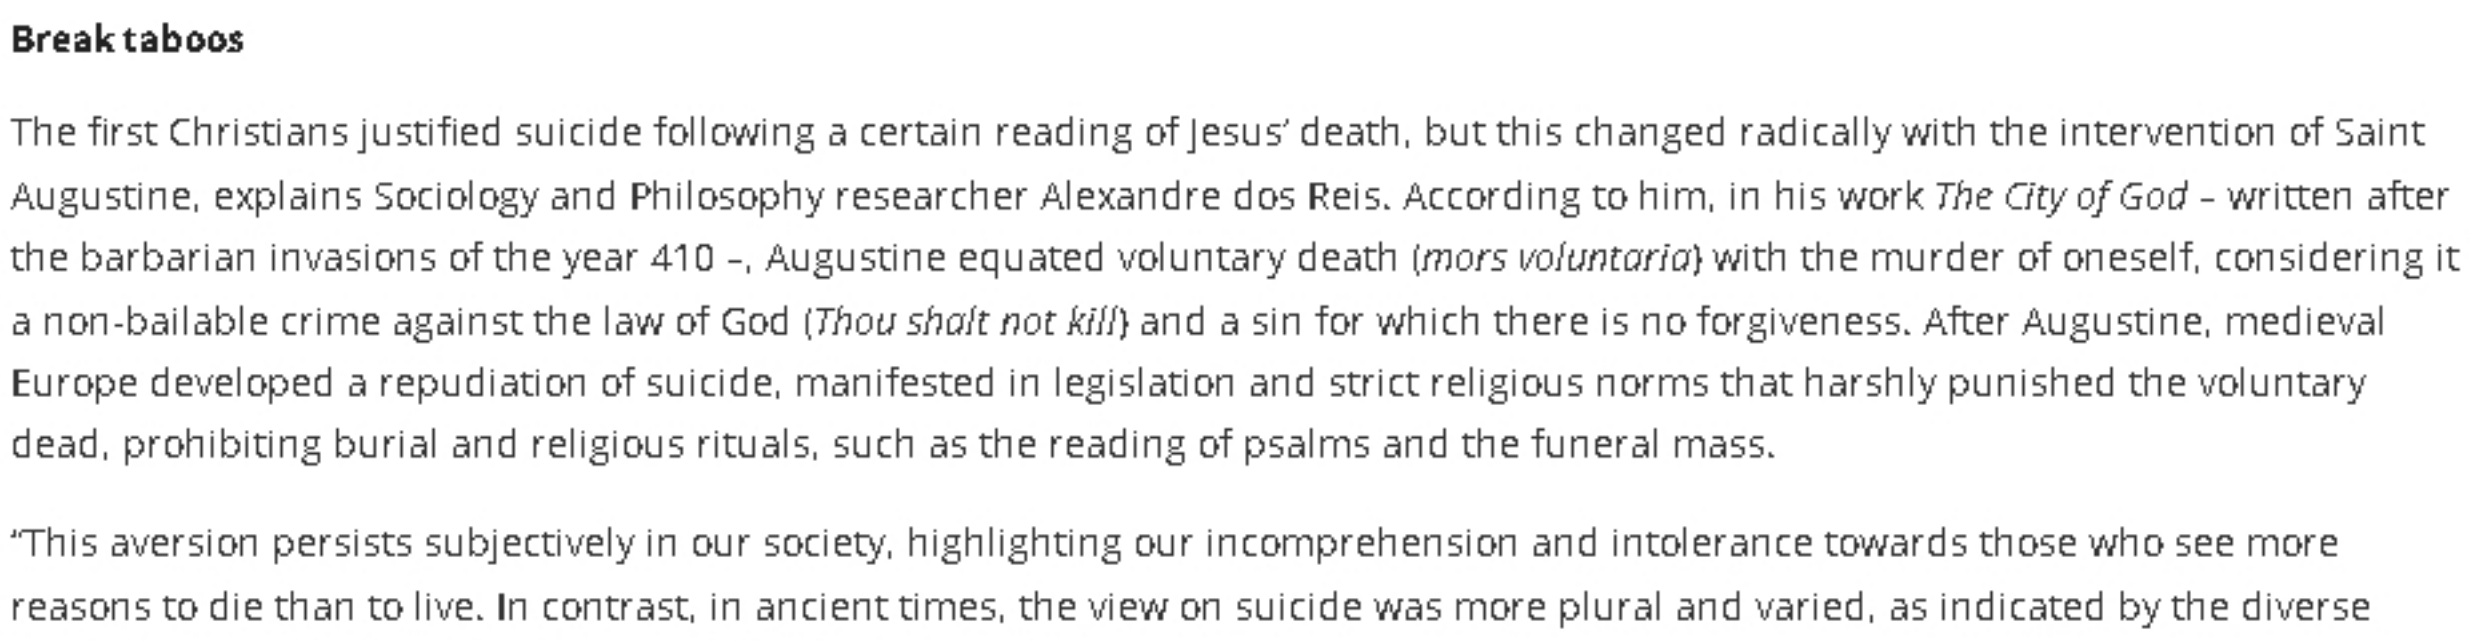 Break taboos
The first Christians justified suicide following a certain reading of Jesus’ death, but this changed radically with the intervention of Saint
Augustine, explains Sociology and Philosophy researcher Alexandre dos Reis. According to him, in his work The City of God – written after
the barbarian invasions of the year 410 –, Augustine equated voluntary death (mors voluntaria) with the murder of oneself, considering it
a non-bailable crime against the law of God (Thou shalt not kill) and a sin for which there is no forgiveness. After Augustine, medieval
Europe developed a repudiation of suicide, manifested in legislation and strict religious norms that harshly punished the voluntary
dead, prohibiting burial and religious rituals, such as the reading of psalms and the funeral mass.
“This aversion persists subjectively in our society, highlighting our incomprehension and intolerance towards those who see more
reasons to die than to live. In contrast, in ancient times, the view on suicide was more plural and varied, as indicated by the diverse